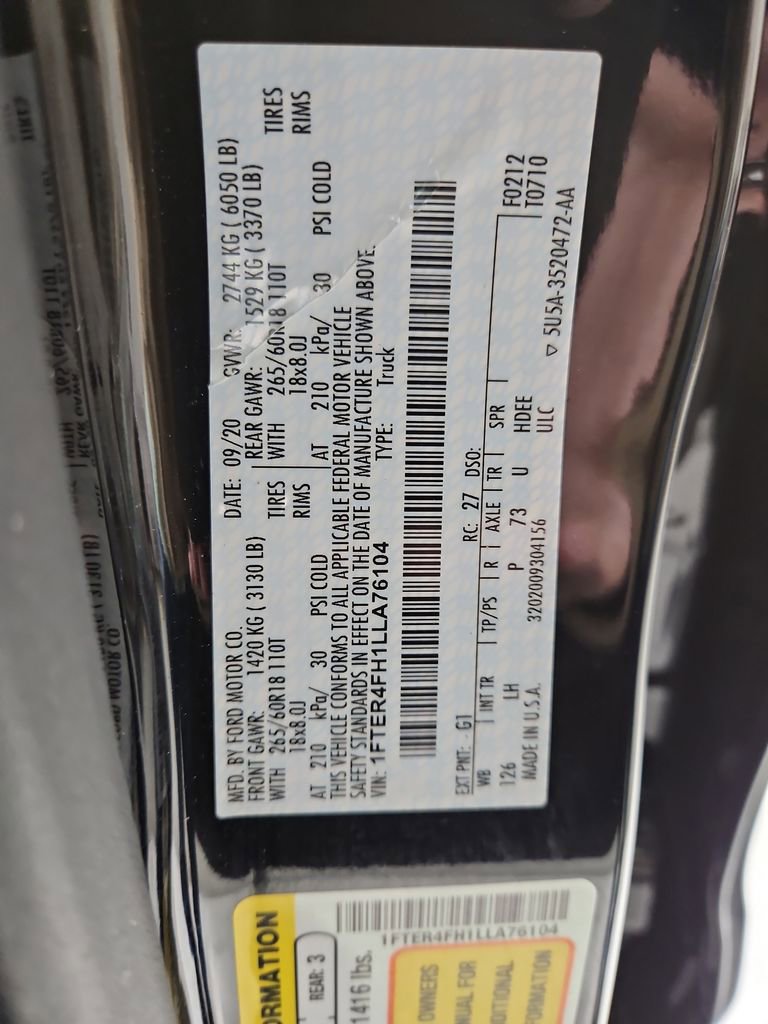 MFD. BY FORD MOTOR CO. DATE: 09/20 GVWR: 2744 KG ( 6050 LB)
FRONT GAWR: 1420 KG ( 3130 LB) REAR GAWR: 1529 KG ( 3370 LB)
WITH 265/60R18 110T TIRES WITH 265/60R18 110T TIRES
18x8.0J RIMS 18x8.0J RIMS
AT 210 kPa/ 30 PSI COLD AT 210 kPa/ 30 PSI COLD
THIS VEHICLE CONFORMS TO ALL APPLICABLE FEDERAL MOTOR VEHICLE
SAFETY STANDARDS IN EFFECT ON THE DATE OF MANUFACTURE SHOWN ABOVE.
VIN: 1FTER4FH1LLA76104 TYPE: Truck
EXT PNT: G1 RC: 27 DSO:
WB INT TR TP/PS R AXLE TR SPR F0212
126 LH P 73 U HDEE T0710
ULC
MADE IN U.S.A. 3202009304156 5U5A-3520472-AA
ORMATION
REAR: 3
1416 lbs.
1FTER4FH1LLA76104
OWNERS
NUAL FOR
DITIONAL
FORMATION